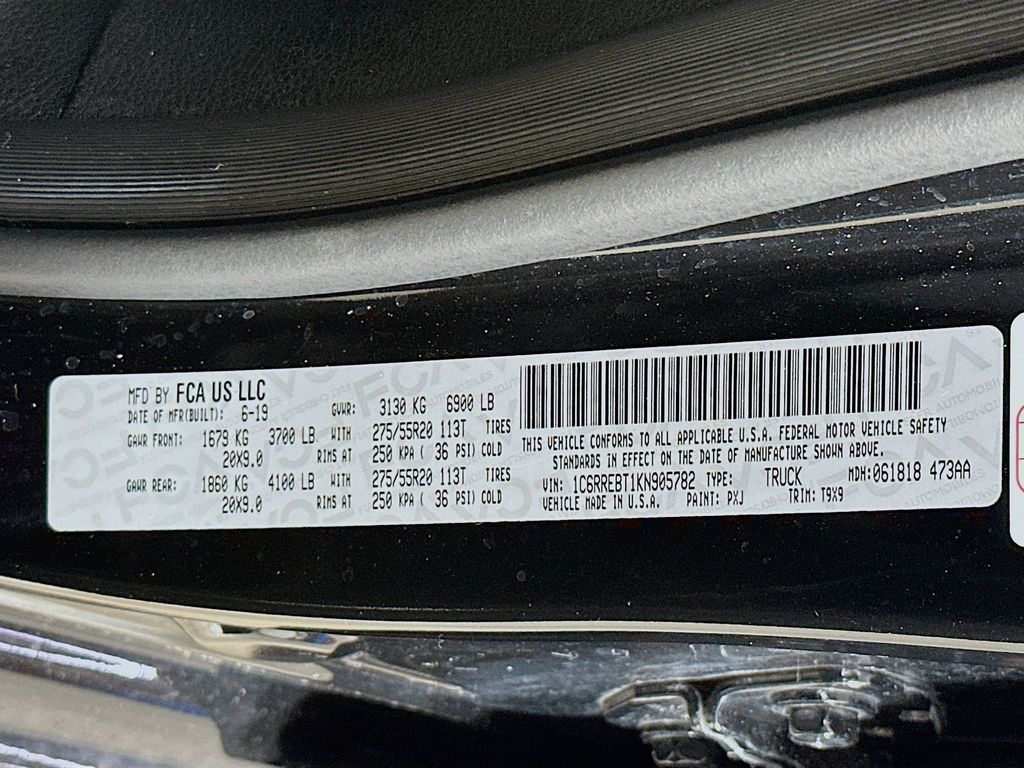 MFD BY FCA US LLC
DATE OF MFR(BUILT): 6-19 GVWR: 3130 KG 6900 LB
GAWR FRONT: 1679 KG 3700 LB WITH 275/55R20 113T TIRES
20X9.0 RIMS AT 250 KPA ( 36 PSI) COLD
GAWR REAR: 1860 KG 4100 LB WITH 275/55R20 113T TIRES
20X9.0 RIMS AT 250 KPA ( 36 PSI) COLD
THIS VEHICLE CONFORMS TO ALL APPLICABLE U.S.A. FEDERAL MOTOR VEHICLE SAFETY
STANDARDS IN EFFECT ON THE DATE OF MANUFACTURE SHOWN ABOVE.
VIN: 1C6RREBT1KN905782 TYPE: TRUCK MDH:061818 473AA
VEHICLE MADE IN U.S.A. PAINT: PXJ TRIM: T9X9